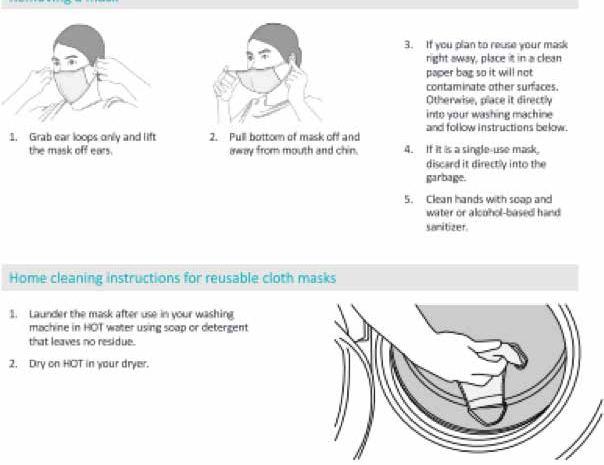 Removing a mask
1. Grab ear loops only and lift
the mask off ears.
2. Pull bottom of mask off and
away from mouth and chin.
3. If you plan to reuse your mask
right away, place it in a clean
paper bag so it will not
contaminate other surfaces.
Otherwise, place it directly
into your washing machine
and follow instructions below.
4. If it is a single-use mask,
discard it directly into the
garbage.
5. Clean hands with soap and
water or alcohol-based hand
sanitizer.
Home cleaning instructions for reusable cloth masks
1. Launder the mask after use in your washing
machine in HOT water using soap or detergent
that leaves no residue.
2. Dry on HOT in your dryer.